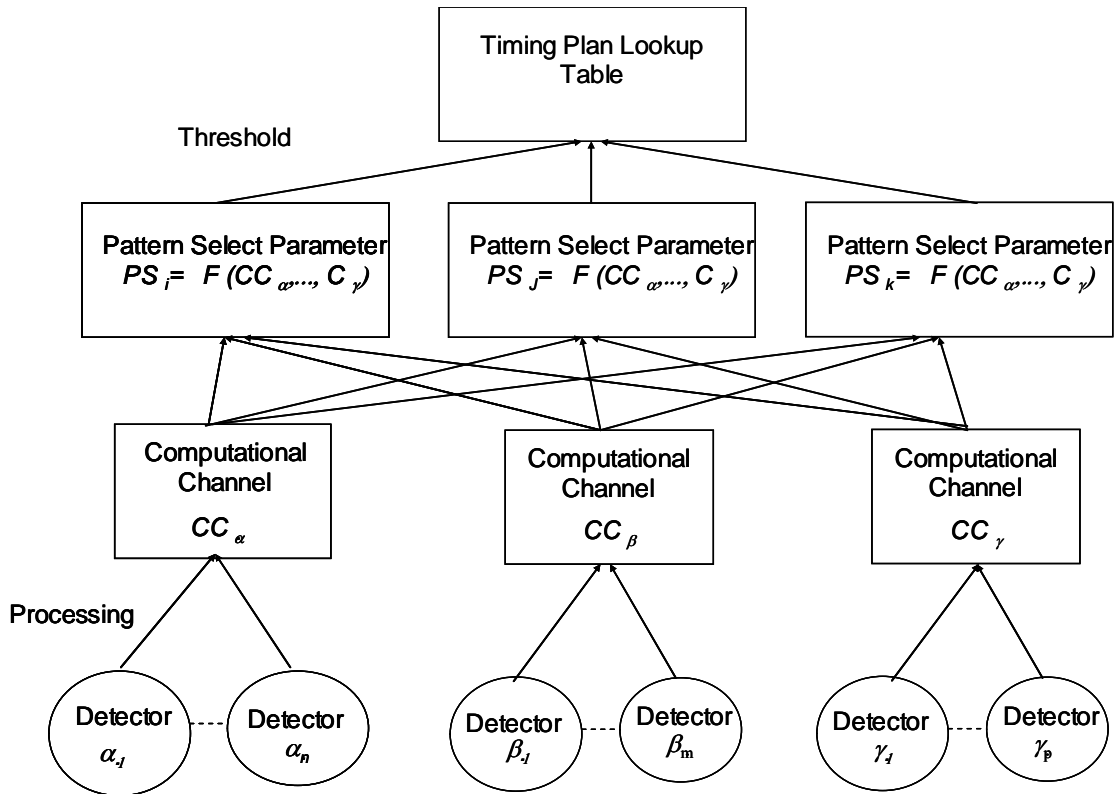 Timing Plan Lookup
Table
Threshold
Pattern Select Parameter
PS i = F (CC α,..., C γ)
Pattern Select Parameter
PS J = F (CC α,..., C γ)
Pattern Select Parameter
PS k = F (CC α,..., C γ)
Computational
Channel
CC α
Computational
Channel
CC β
Computational
Channel
CC γ
Processing
Detector
α-1
Detector
αn
Detector
β-1
Detector
βm
Detector
γ-1
Detector
γp